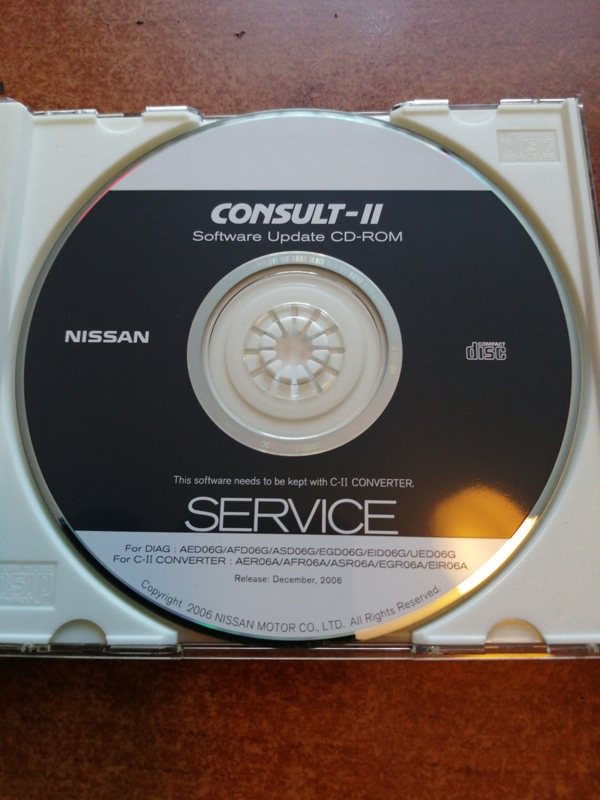 CONSULT-II
Software Update CD-ROM
NISSAN
COMPACT
disc
This software needs to be kept with C-II CONVERTER.
SERVICE
For DIAG : AED06G/AFD06G/ASD06G/EGD06G/EID06G/UED06G
For C-II CONVERTER : AER06A/AFR06A/ASR06A/EGR06A/EIR06A
Release: December, 2006
Copyright 2006 NISSAN MOTOR CO., LTD. All Rights Reserved.